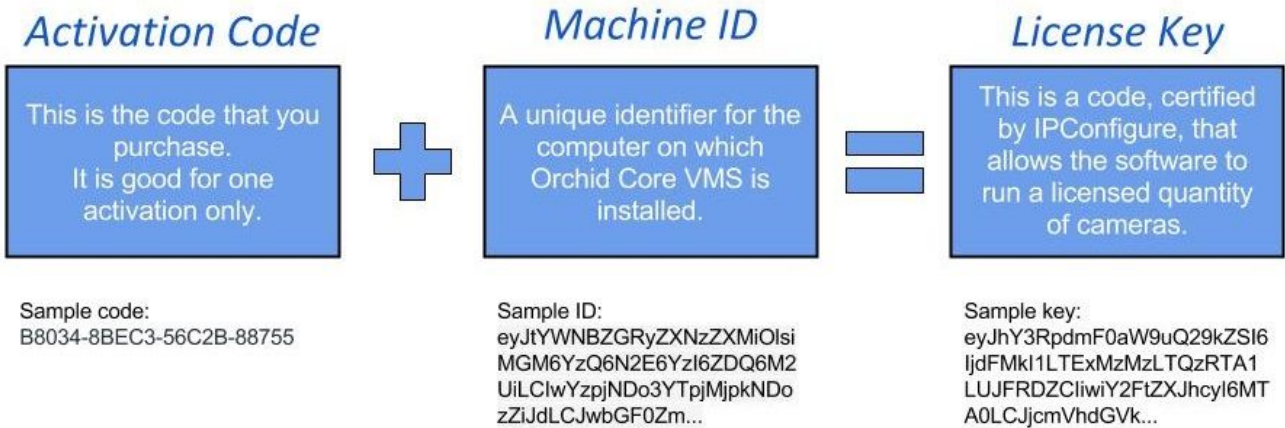 Activation Code
This is the code that you
purchase.
It is good for one
activation only.
Sample code:
B8034-8BEC3-56C2B-88755
Machine ID
A unique identifier for the
computer on which
Orchid Core VMS is
installed.
Sample ID:
eyJtYWNBZGRyZXNzZXMiOlsi
MGM6YzQ6N2E6YzI6ZDQ6M2
UiLCIwYzpjNDo3YTpjMjpkNDo
zZiJdLCJwbGF0Zm...
License Key
This is a code, certified
by IPConfigure, that
allows the software to
run a licensed quantity
of cameras.
Sample key:
eyJhY3RpdmF0aW9uQ29kZSI6
IjdFMkI1LTExMzMzLTQzRTA1
LUJFRDZCIiwiY2FtZXJhcyI6MT
A0LCJjcmVhdGVk...